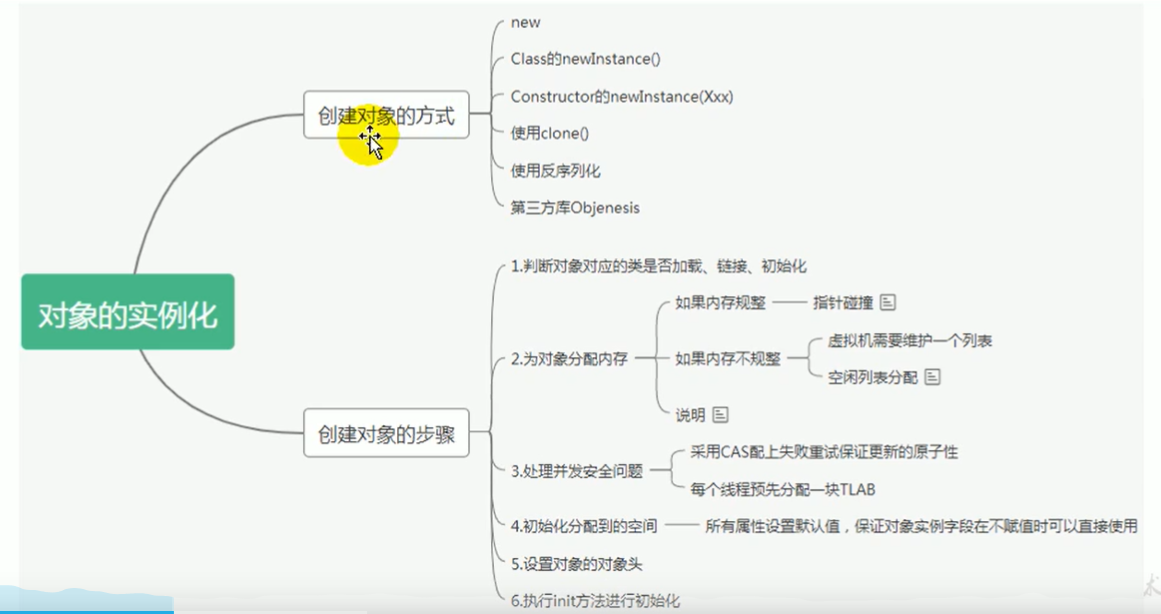 对象的实例化
创建对象的方式
new
Class的newInstance()
Constructor的newInstance(Xxx)
使用clone()
使用反序列化
第三方库Objenesis
创建对象的步骤
1.判断对象对应的类是否加载、链接、初始化
2.为对象分配内存
如果内存规整
指针碰撞
如果内存不规整
虚拟机需要维护一个列表
空闲列表分配
说明
3.处理并发安全问题
采用CAS配上失败重试保证更新的原子性
每个线程预先分配一块TLAB
4.初始化分配到的空间
所有属性设置默认值，保证对象实例字段在不赋值时可以直接使用
5.设置对象的对象头
6.执行init方法进行初始化
术